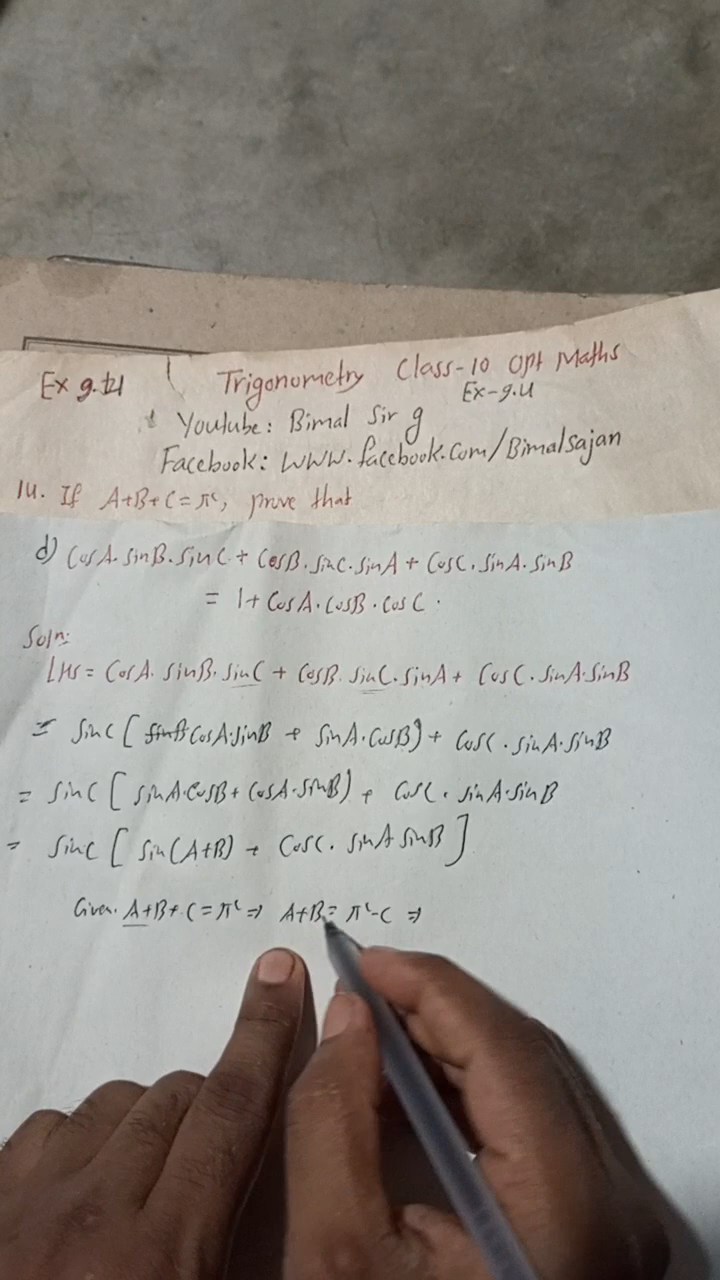 Ex 9.4 Trigonometry Class-10 Opt Maths
Ex-9.4
Youtube: Bimal Sir g
Facebook: WWW.facebook.Com/Bimalsajan
14. If A+B+C=πᶜ, prove that
d) CosA.sinB.SinC + CosB.sinC.sinA + CosC.sinA.SinB
= 1+CosA.CosB.CosC.
Soln:
LHS = CosA. sinB. sinC + CosB. sinC. sinA + CosC. sinA.sinB
= SinC [ CosA.sinB + SinA.CosB) + CosC. sinA.sinB
= SinC [ sinA.CosB + CosA.sinB) + CosC. sinA.sinB
= SinC [ sin(A+B) + CosC. sinA sinB ]
Given. A+B+C=πᶜ ⇒ A+B= πᶜ-C ⇒